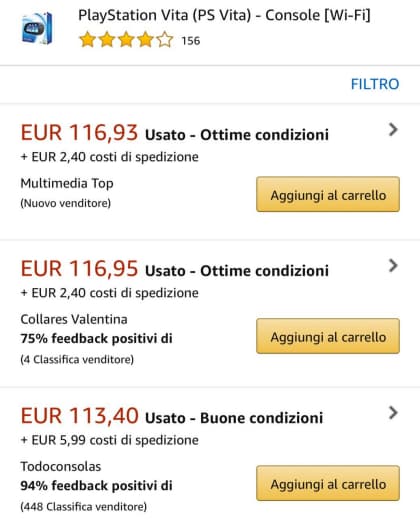 PlayStation Vita (PS Vita) - Console [Wi-Fi]
156
FILTRO
EUR 116,93 Usato - Ottime condizioni
+ EUR 2,40 costi di spedizione
Multimedia Top
(Nuovo venditore)
Aggiungi al carrello
EUR 116,95 Usato - Ottime condizioni
+ EUR 2,40 costi di spedizione
Collares Valentina
75% feedback positivi di
(4 Classifica venditore)
Aggiungi al carrello
EUR 113,40 Usato - Buone condizioni
+ EUR 5,99 costi di spedizione
Todoconsolas
94% feedback positivi di
(448 Classifica venditore)
Aggiungi al carrello